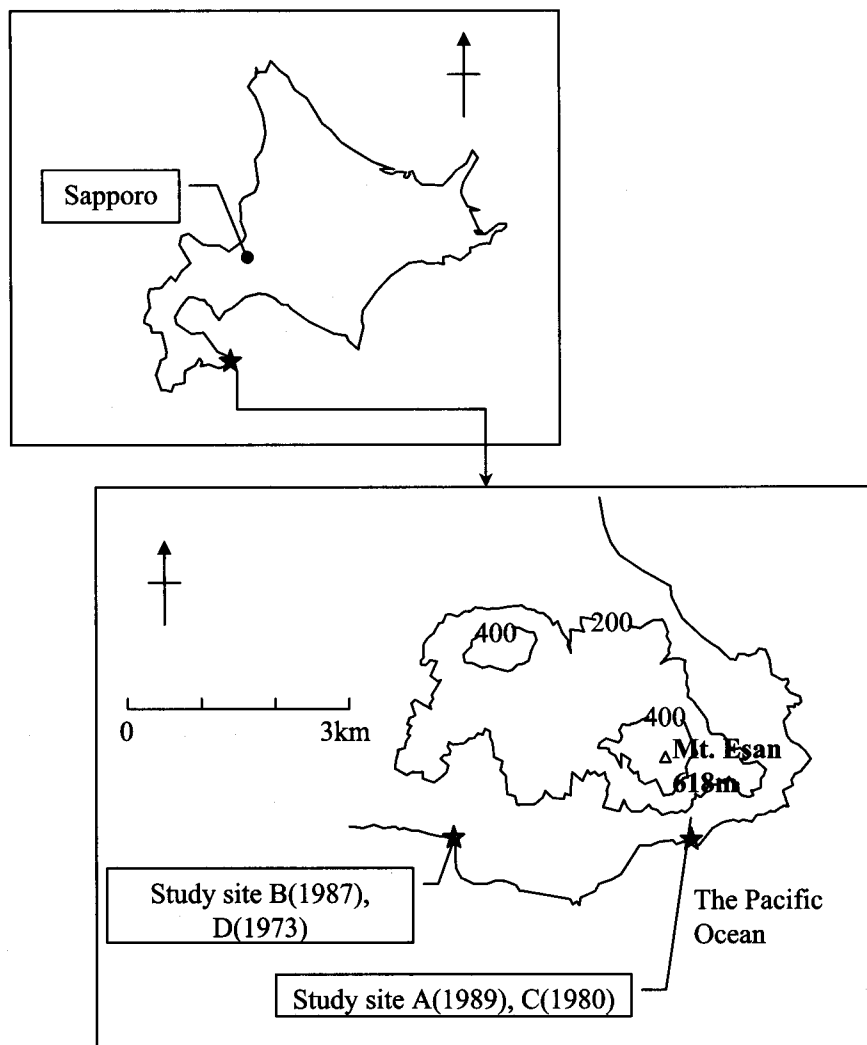 Sapporo
400
200
400
Mt. Esan
618m
0
3km
Study site B(1987),
D(1973)
The Pacific
Ocean
Study site A(1989), C(1980)